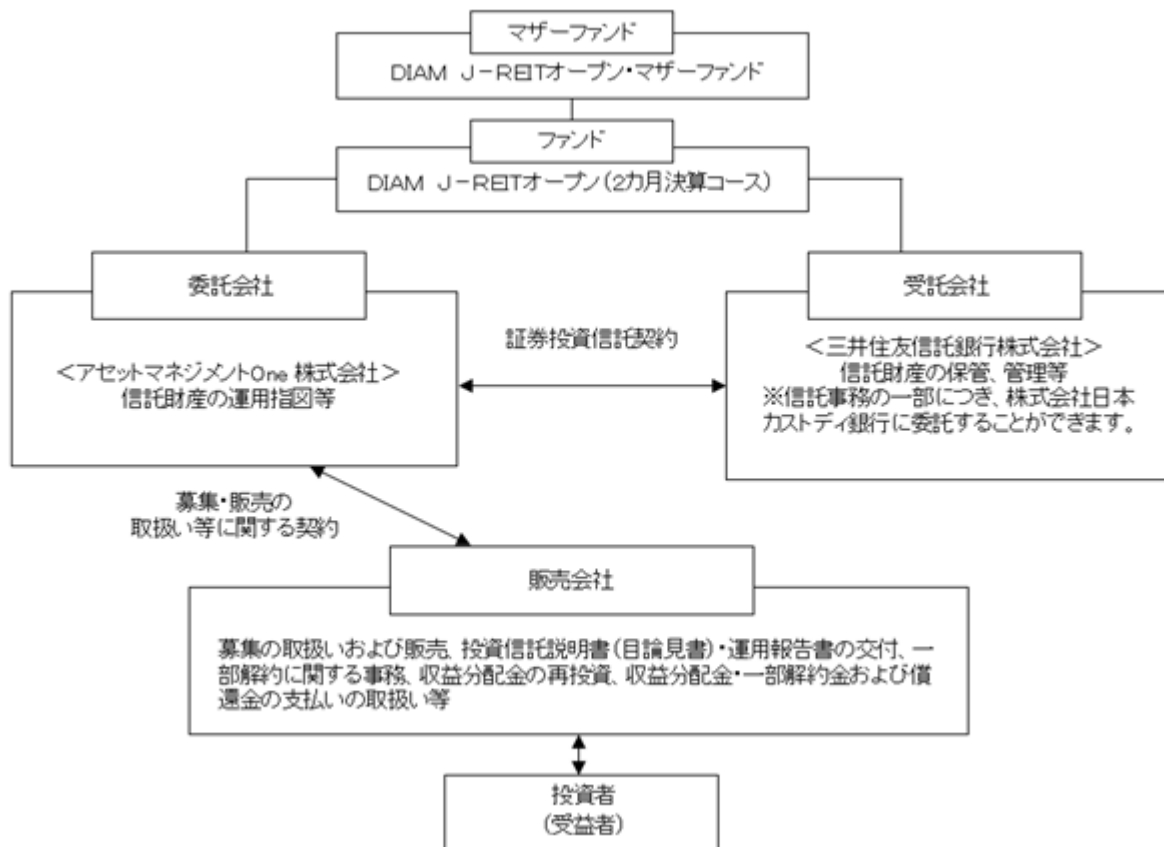 マザーファンド
DIAM J-REITオープン・マザーファンド
ファンド
DIAM J-REITオープン(2カ月決算コース)
委託会社
<アセットマネジメントOne 株式会社>
信託財産の運用指図等
証券投資信託契約
受託会社
<三井住友信託銀行株式会社>
信託財産の保管、管理等
※信託事務の一部につき、株式会社日本
カストディ銀行に委託することができます。
募集・販売の
取扱い等に関する契約
販売会社
募集の取扱いおよび販売、投資信託説明書(目論見書)・運用報告書の交付、一
部解約に関する事務、収益分配金の再投資、収益分配金・一部解約金および償
還金の支払いの取扱い等
投資者
(受益者)